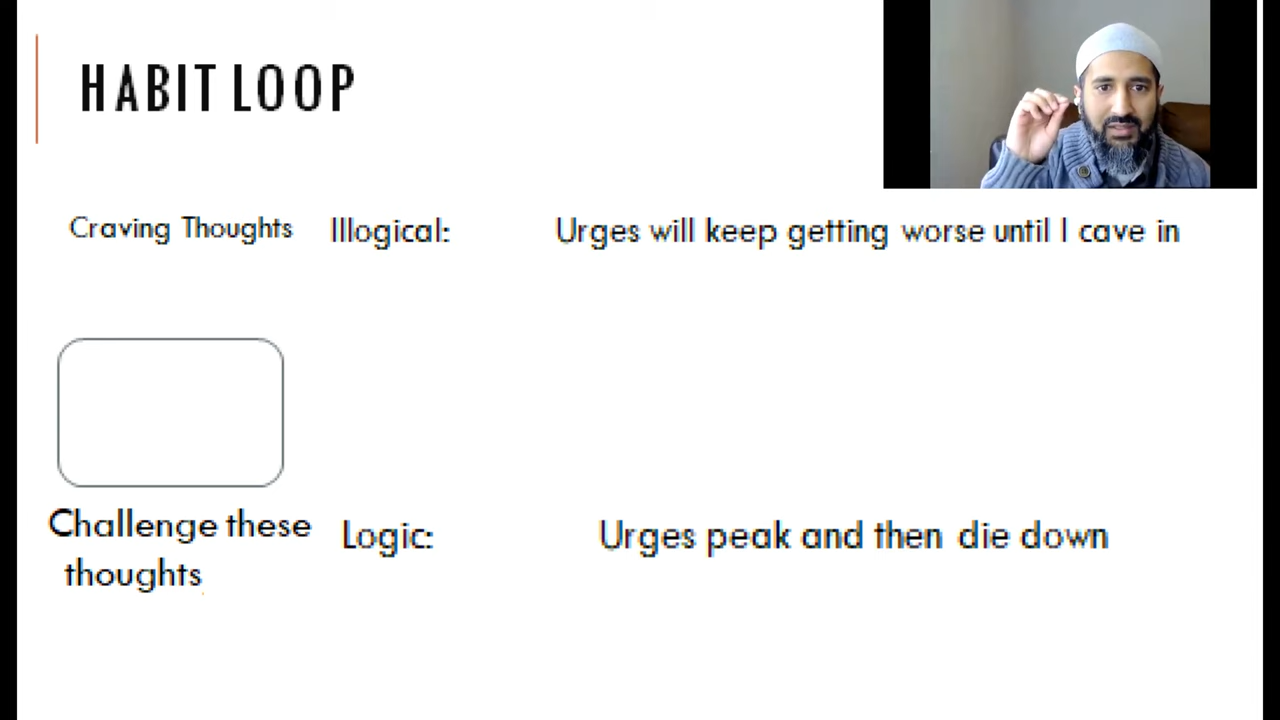 HABIT LOOP
Craving Thoughts Illogical: Urges will keep getting worse until I cave in
Challenge these
thoughts
Logic: Urges peak and then die down